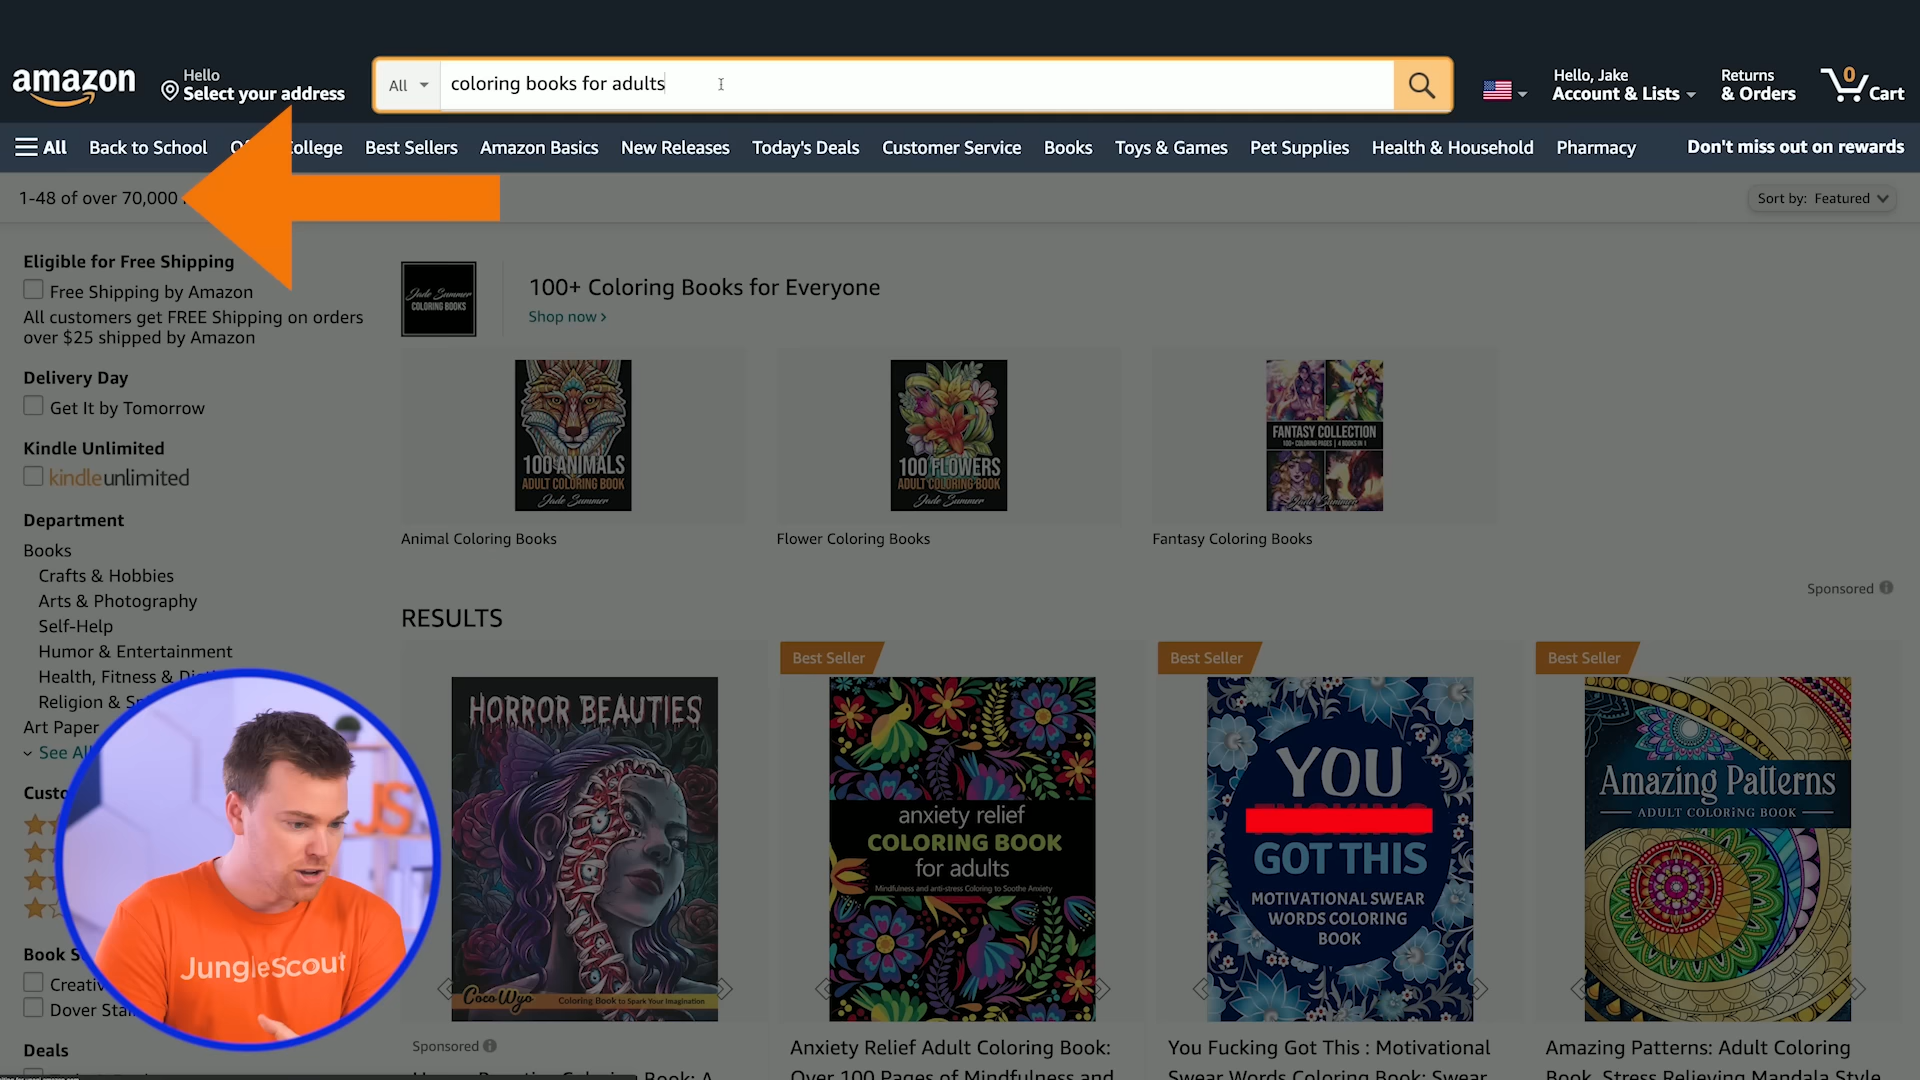 amazon
Hello
Select your address
All
coloring books for adults
Hello, Jake
Account & Lists
Returns
& Orders
0
Cart
All
Back to School
College
Best Sellers
Amazon Basics
New Releases
Today's Deals
Customer Service
Books
Toys & Games
Pet Supplies
Health & Household
Pharmacy
Don't miss out on rewards
1-48 of over 70,000
Sort by: Featured
Eligible for Free Shipping
Free Shipping by Amazon
All customers get FREE Shipping on orders
over $25 shipped by Amazon
Delivery Day
Get It by Tomorrow
Kindle Unlimited
kindleunlimited
Department
Books
Crafts & Hobbies
Arts & Photography
Self-Help
Humor & Entertainment
Health, Fitness &
Religion &
Art Paper
See
Book
Deals
JS
JungleScout
Jade Summer
COLORING BOOKS
100+ Coloring Books for Everyone
Shop now ›
100 ANIMALS
ADULT COLORING BOOK
Jade Summer
Animal Coloring Books
100 FLOWERS
ADULT COLORING BOOK
Jade Summer
Flower Coloring Books
FANTASY COLLECTION
100+ COLORING PAGES | 4 BOOKS IN 1
Jade Summer
Fantasy Coloring Books
Sponsored
RESULTS
HORROR BEAUTIES
Coco Wyo
Coloring Book to Spark Your Imagination
Sponsored
Best Seller
anxiety relief
COLORING BOOK
for adults
Mindfulness and anti-stress Coloring to Soothe Anxiety
Anxiety Relief Adult Coloring Book:
Over 100 Pages of Mindfulness and
Best Seller
YOU
GOT THIS
MOTIVATIONAL SWEAR
WORDS COLORING
BOOK
You Fucking Got This : Motivational
Swear Words Coloring Book: Swear
Best Seller
Amazing Patterns
ADULT COLORING BOOK
Amazing Patterns: Adult Coloring
Book, Stress Relieving Mandala Style